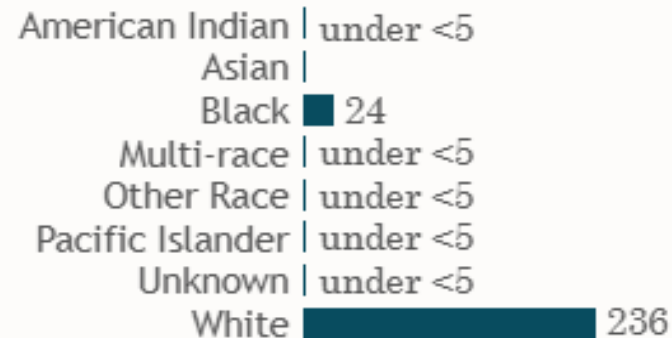 American Indian under <5
Asian
Black 24
Multi-race under <5
Other Race under <5
Pacific Islander under <5
Unknown under <5
White 236